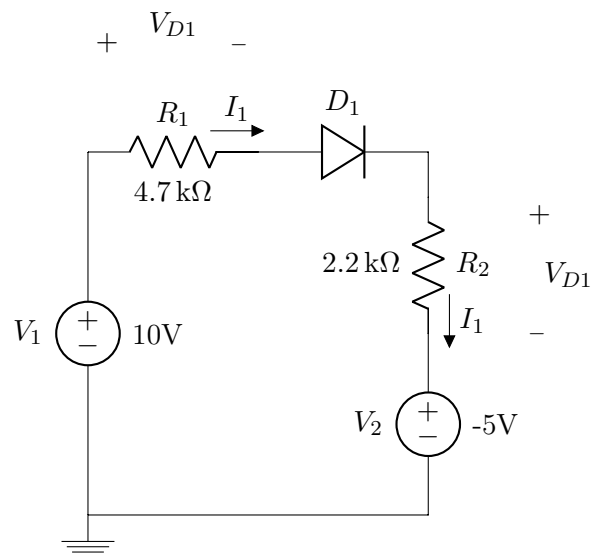 V_{D1}
+ −
R_1 I_1 D_1
4.7 kΩ
+
2.2 kΩ R_2
V_{D1}
I_1
−
V_1 + − 10V
V_2 + − -5V